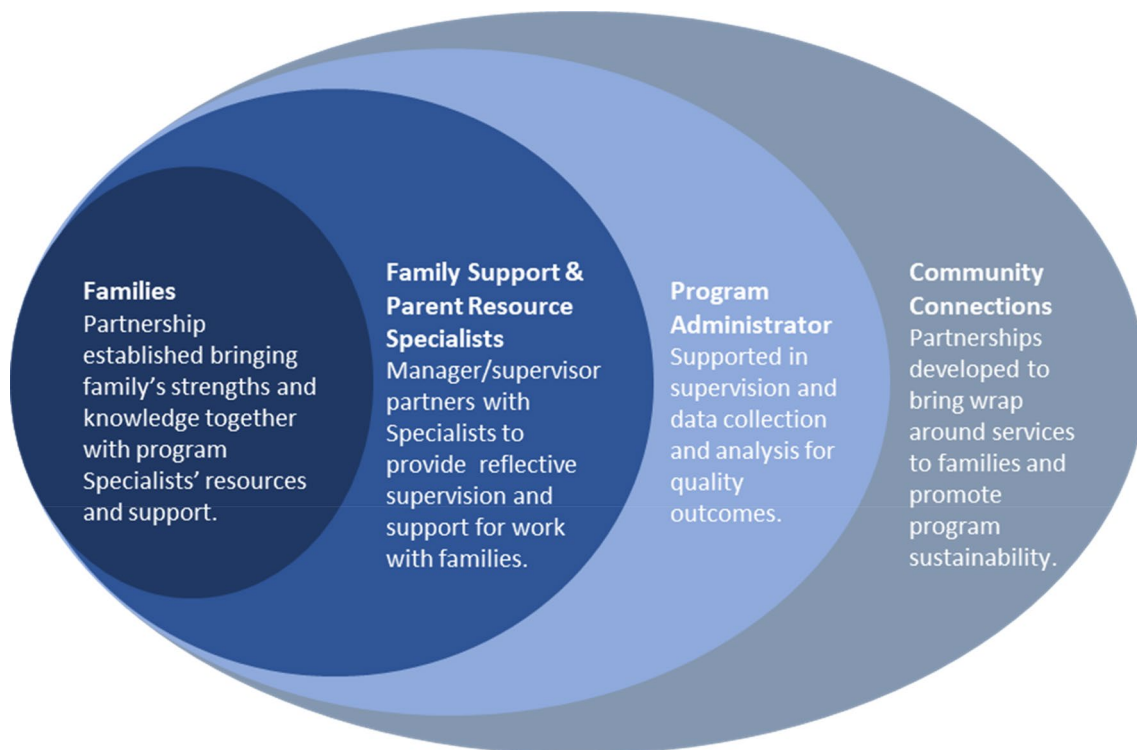 Families
Partnership
established bringing
family's strengths and
knowledge together
with program
Specialists' resources
and support.
Family Support &
Parent Resource
Specialists
Manager/supervisor
partners with
Specialists to
provide reflective
supervision and
support for work
with families.
Program
Administrator
Supported in
supervision and
data collection
and analysis for
quality
outcomes.
Community
Connections
Partnerships
developed to
bring wrap
around services
to families and
promote
program
sustainability.